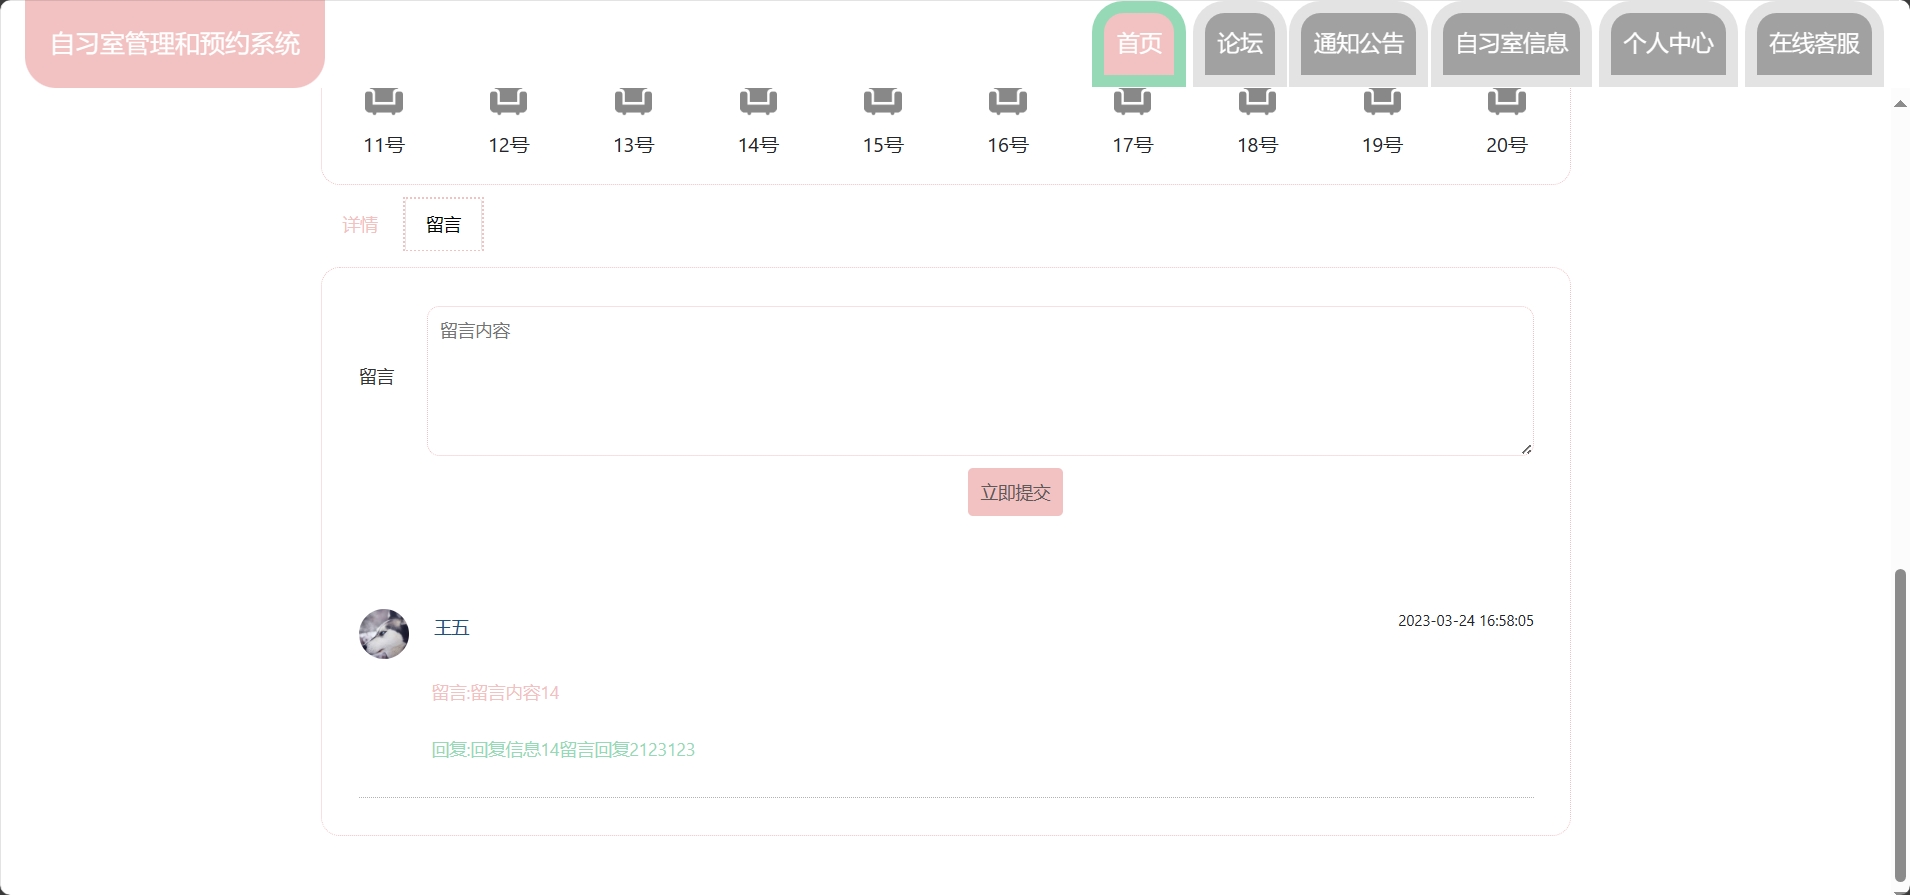 自习室管理和预约系统
首页 论坛 通知公告 自习室信息 个人中心 在线客服
11号 12号 13号 14号 15号 16号 17号 18号 19号 20号
详情 留言
留言内容
留言
立即提交
王五 2023-03-24 16:58:05
留言:留言内容14
回复:回复信息14留言回复2123123